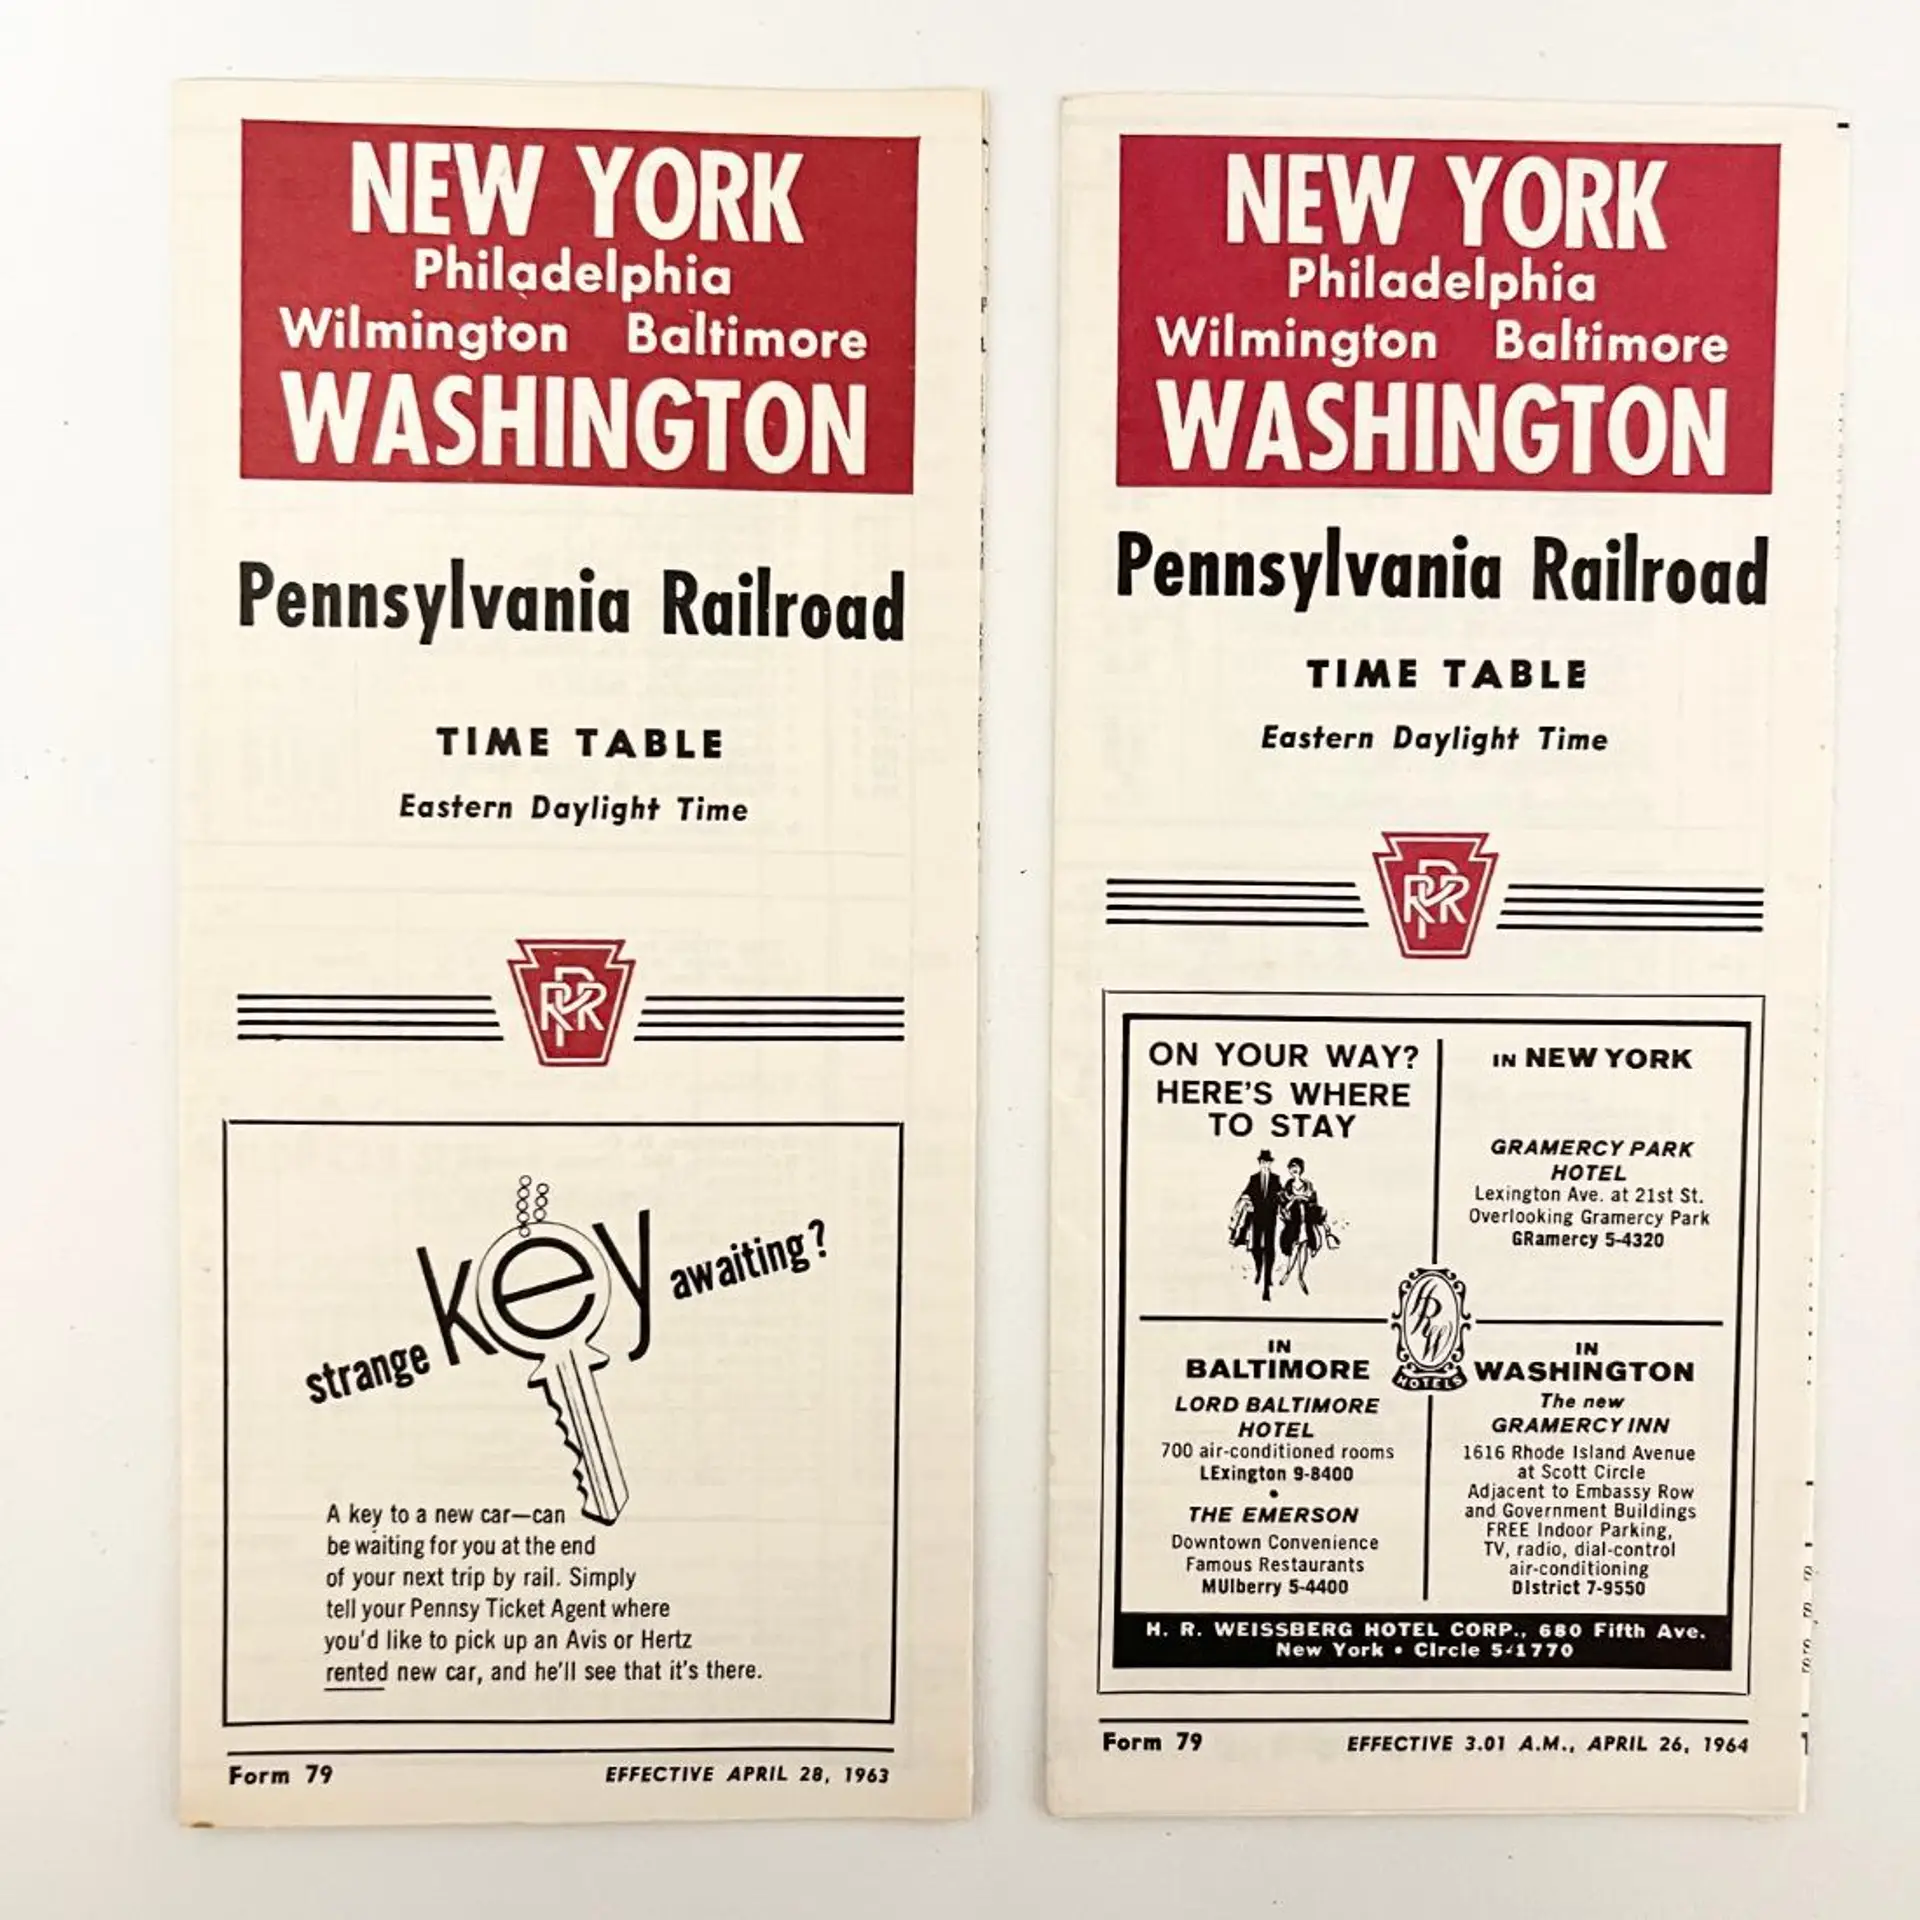 NEW YORK
Philadelphia
Wilmington Baltimore
WASHINGTON
Pennsylvania Railroad
TIME TABLE
Eastern Daylight Time
PRR
strange key awaiting?
A key to a new car—can
be waiting for you at the end
of your next trip by rail. Simply
tell your Pennsy Ticket Agent where
you'd like to pick up an Avis or Hertz
rented new car, and he'll see that it's there.
Form 79 EFFECTIVE APRIL 28, 1963
NEW YORK
Philadelphia
Wilmington Baltimore
WASHINGTON
Pennsylvania Railroad
TIME TABLE
Eastern Daylight Time
PRR
ON YOUR WAY?
HERE'S WHERE
TO STAY
IN NEW YORK
GRAMERCY PARK
HOTEL
Lexington Ave. at 21st St.
Overlooking Gramercy Park
GRamercy 5-4320
HRW
HOTELS
IN
BALTIMORE
LORD BALTIMORE
HOTEL
700 air-conditioned rooms
LExington 9-8400
•
THE EMERSON
Downtown Convenience
Famous Restaurants
MUlberry 5-4400
IN
WASHINGTON
The new
GRAMERCY INN
1616 Rhode Island Avenue
at Scott Circle
Adjacent to Embassy Row
and Government Buildings
FREE Indoor Parking,
TV, radio, dial-control
air-conditioning
DIstrict 7-9550
H. R. WEISSBERG HOTEL CORP., 680 Fifth Ave.
New York • CIrcle 5-1770
Form 79 EFFECTIVE 3.01 A.M., APRIL 26, 1964